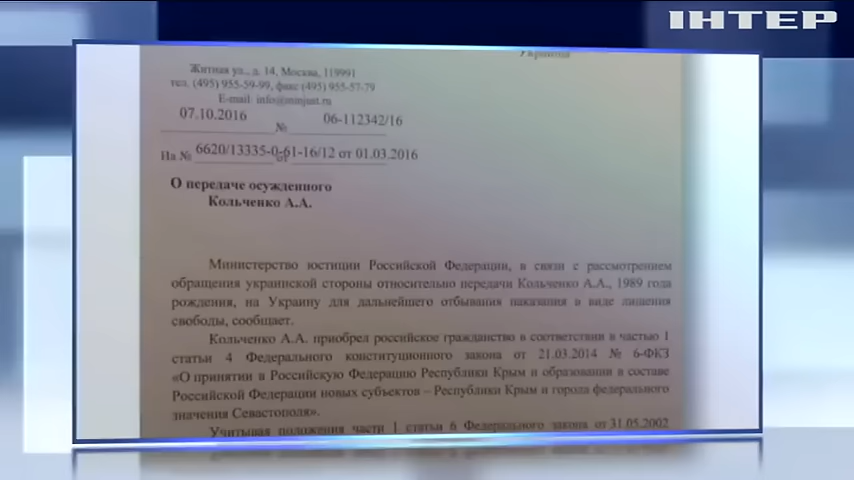 ІНТЕР
Украина
Житная ул., д. 14, Москва, 119991
тел. (495) 955-59-99, факс (495) 955-57-79
E-mail: info@minjust.ru
07.10.2016 № 06-112342/16
На № 6620/13335-0-61-16/12 от 01.03.2016
О передаче осужденного
Кольченко А.А.
Министерство юстиции Российской Федерации, в связи с рассмотрением
обращения украинской стороны относительно передачи Кольченко А.А., 1989 года
рождения, на Украину для дальнейшего отбывания наказания в виде лишения
свободы, сообщает.
Кольченко А.А. приобрел российское гражданство в соответствии в частью 1
статьи 4 Федерального конституционного закона от 21.03.2014 № 6-ФКЗ
«О принятии в Российскую Федерацию Республики Крым и образовании в составе
Российской Федерации новых субъектов – Республики Крым и города федерального
значения Севастополя».
Учитывая положения части 1 статьи 6 Федерального закона от 31.05.2002